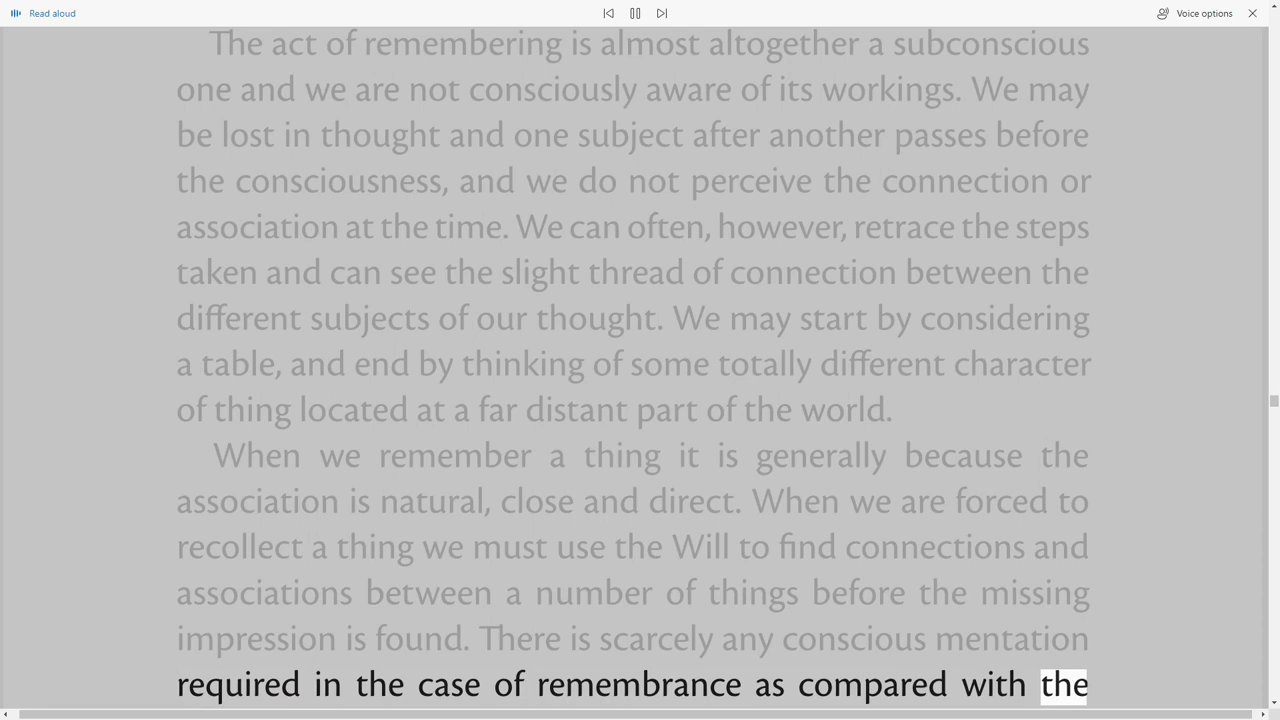 Read aloud
Voice options
The act of remembering is almost altogether a subconscious
one and we are not consciously aware of its workings. We may
be lost in thought and one subject after another passes before
the consciousness, and we do not perceive the connection or
association at the time. We can often, however, retrace the steps
taken and can see the slight thread of connection between the
different subjects of our thought. We may start by considering
a table, and end by thinking of some totally different character
of thing located at a far distant part of the world.
When we remember a thing it is generally because the
association is natural, close and direct. When we are forced to
recollect a thing we must use the Will to find connections and
associations between a number of things before the missing
impression is found. There is scarcely any conscious mentation
required in the case of remembrance as compared with the